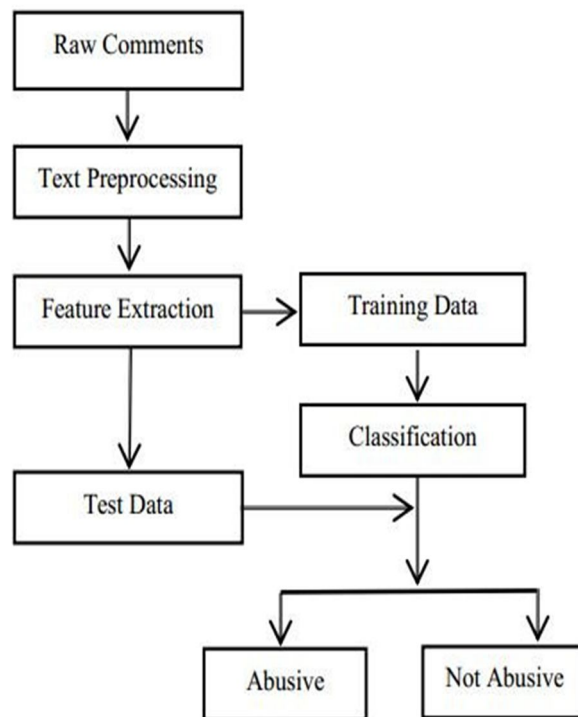 Raw Comments
Text Preprocessing
Feature Extraction
Training Data
Classification
Test Data
Abusive
Not Abusive